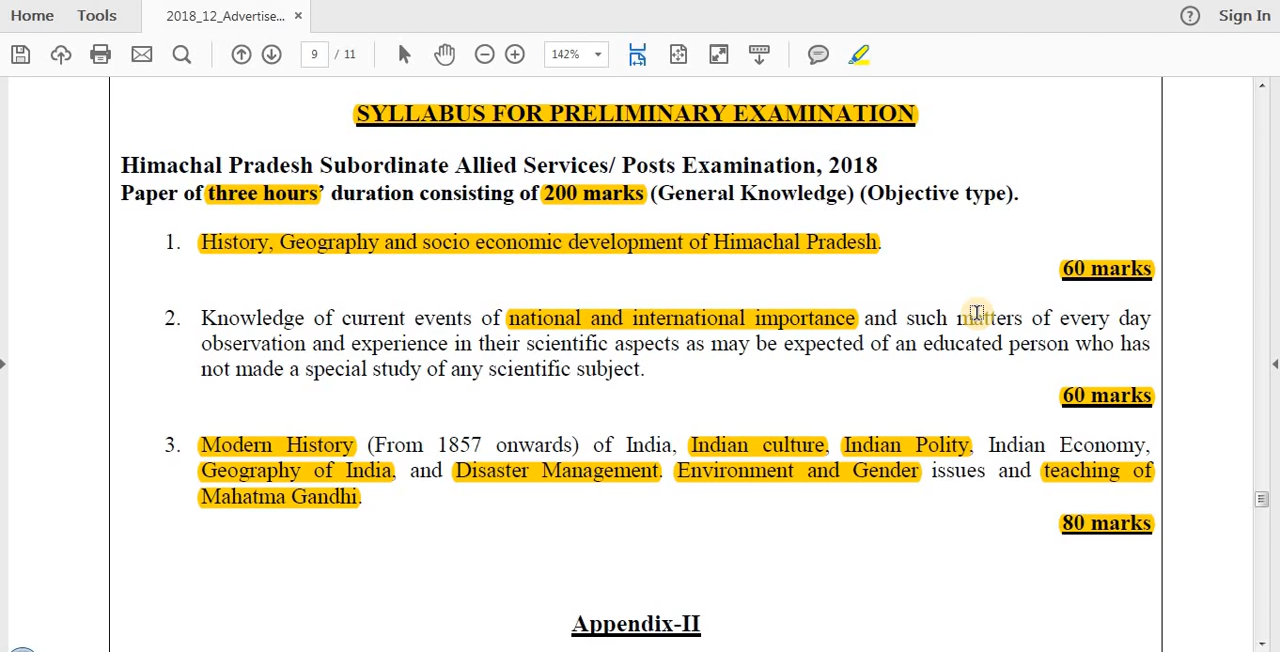 Home Tools 2018_12_Advertise... × ? Sign In
9 / 11 142%
SYLLABUS FOR PRELIMINARY EXAMINATION
Himachal Pradesh Subordinate Allied Services/ Posts Examination, 2018
Paper of three hours’ duration consisting of 200 marks (General Knowledge) (Objective type).
1. History, Geography and socio economic development of Himachal Pradesh.
60 marks
2. Knowledge of current events of national and international importance and such matters of every day
observation and experience in their scientific aspects as may be expected of an educated person who has
not made a special study of any scientific subject.
60 marks
3. Modern History (From 1857 onwards) of India, Indian culture, Indian Polity, Indian Economy,
Geography of India, and Disaster Management. Environment and Gender issues and teaching of
Mahatma Gandhi.
80 marks
Appendix-II